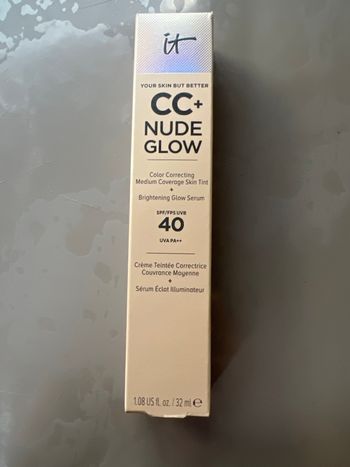 it
YOUR SKIN BUT BETTER
CC+
NUDE
GLOW
Color Correcting
Medium Coverage Skin Tint
+
Brightening Glow Serum
SPF/FPS UVB
40
UVA PA++
Crème Teintée Correctrice
Couvrance Moyenne
+
Sérum Éclat Illuminateur
1.08 US fL oz. / 32 ml ℮